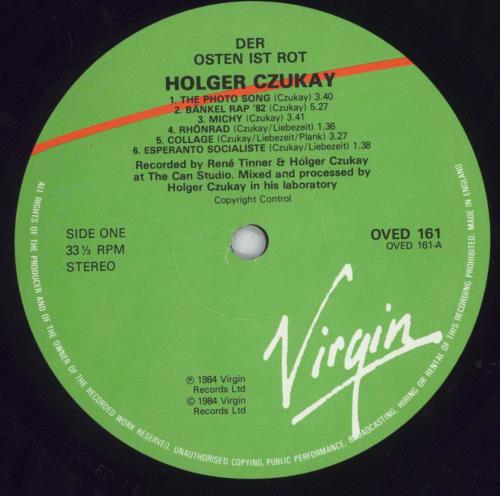 DER
OSTEN IST ROT
HOLGER CZUKAY
1. THE PHOTO SONG (Czukay) 3.40
2. BÄNKEL RAP '82 (Czukay) 5.27
3. MICHY (Czukay) 3.41
4. RHÖNRAD (Czukay/Liebezeit) 1.36
5. COLLAGE (Czukay/Liebezeit/Plank) 3.27
6. ESPERANTO SOCIALISTE (Czukay/Liebezeit) 1.38
Recorded by René Tinner & Holger Czukay
at The Can Studio. Mixed and processed by
Holger Czukay in his laboratory
Copyright Control
SIDE ONE
33⅓ RPM
STEREO
OVED 161
OVED 161-A
Virgin
℗ 1984 Virgin
Records Ltd
© 1984 Virgin
Records Ltd
ALL RIGHTS OF THE PRODUCER AND OF THE OWNER OF THE RECORDED WORK RESERVED. UNAUTHORISED COPYING, PUBLIC PERFORMANCE, BROADCASTING, HIRING OR RENTAL OF THIS RECORDING PROHIBITED. MADE IN ENGLAND